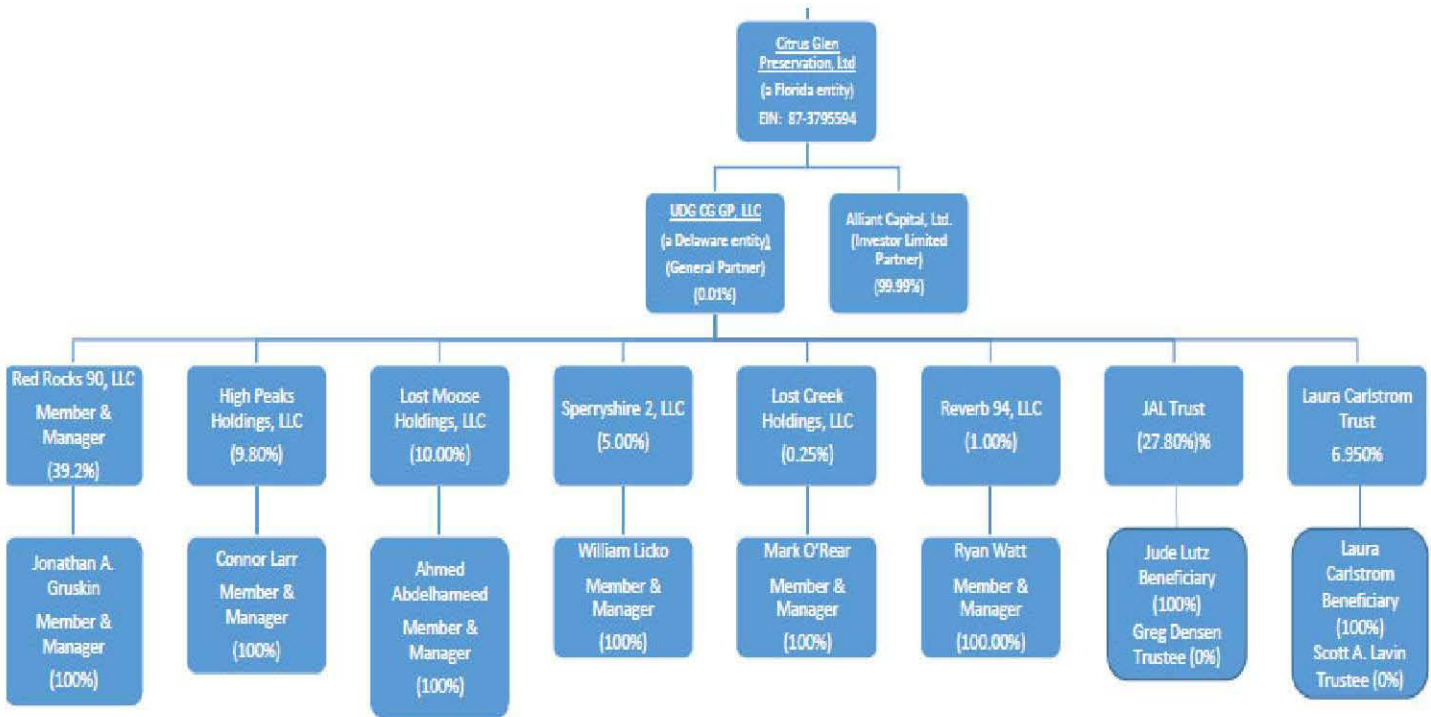 Citrus Glen
Preservation, Ltd
(a Florida entity)
EIN: 87-3795594
UDG CG GP, LLC
(a Delaware entity)
(General Partner)
(0.01%)
Alliant Capital, Ltd.
(Investor Limited
Partner)
(99.99%)
Red Rocks 90, LLC
Member &
Manager
(39.2%)
High Peaks
Holdings, LLC
(9.80%)
Lost Moose
Holdings, LLC
(10.00%)
Sperryshire 2, LLC
(5.00%)
Lost Creek
Holdings, LLC
(0.25%)
Reverb 94, LLC
(1.00%)
JAL Trust
(27.80%)%
Laura Carlstrom
Trust
6.950%
Jonathan A.
Gruskin
Member &
Manager
(100%)
Connor Larr
Member &
Manager
(100%)
Ahmed
Abdelhameed
Member &
Manager
(100%)
William Licko
Member &
Manager
(100%)
Mark O'Rear
Member &
Manager
(100%)
Ryan Watt
Member &
Manager
(100.00%)
Jude Lutz
Beneficiary
(100%)
Greg Densen
Trustee (0%)
Laura
Carlstrom
Beneficiary
(100%)
Scott A. Lavin
Trustee (0%)